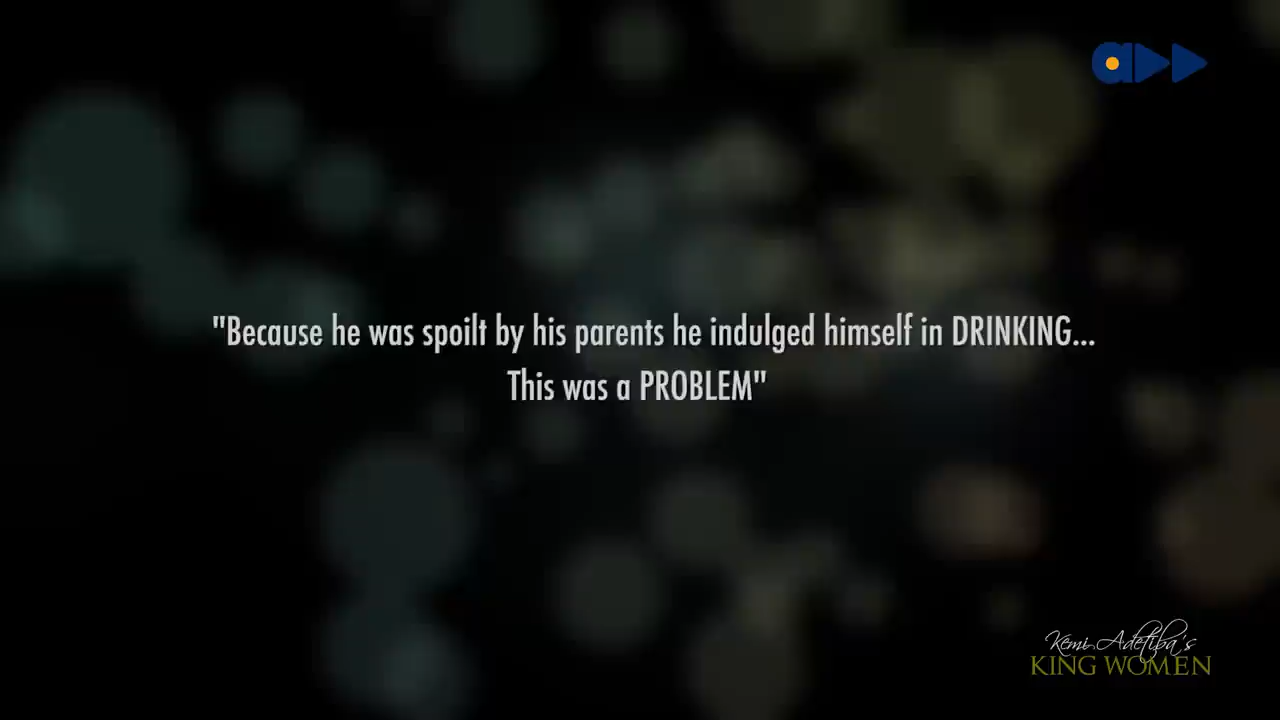 "Because he was spoilt by his parents he indulged himself in DRINKING...
This was a PROBLEM"
Kemi Adetiba's
KING WOMEN